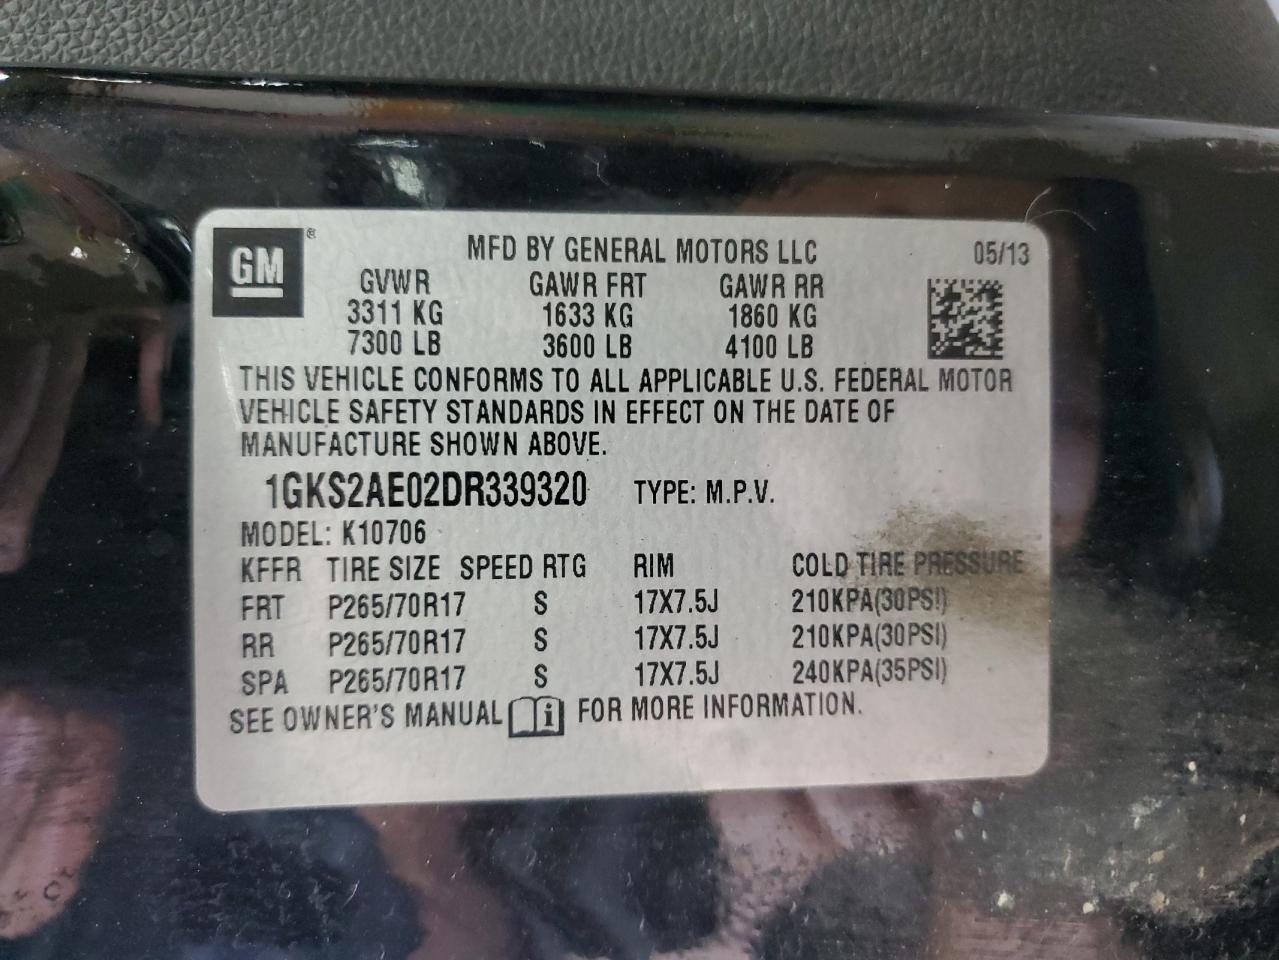 GM ® MFD BY GENERAL MOTORS LLC 05/13
GVWR GAWR FRT GAWR RR
3311 KG 1633 KG 1860 KG
7300 LB 3600 LB 4100 LB
THIS VEHICLE CONFORMS TO ALL APPLICABLE U.S. FEDERAL MOTOR
VEHICLE SAFETY STANDARDS IN EFFECT ON THE DATE OF
MANUFACTURE SHOWN ABOVE.
1GKS2AE02DR339320 TYPE: M.P.V.
MODEL: K10706
KFFR TIRE SIZE SPEED RTG RIM COLD TIRE PRESSURE
FRT P265/70R17 S 17X7.5J 210KPA(30PSI)
RR P265/70R17 S 17X7.5J 210KPA(30PSI)
SPA P265/70R17 S 17X7.5J 240KPA(35PSI)
SEE OWNER'S MANUAL i FOR MORE INFORMATION.